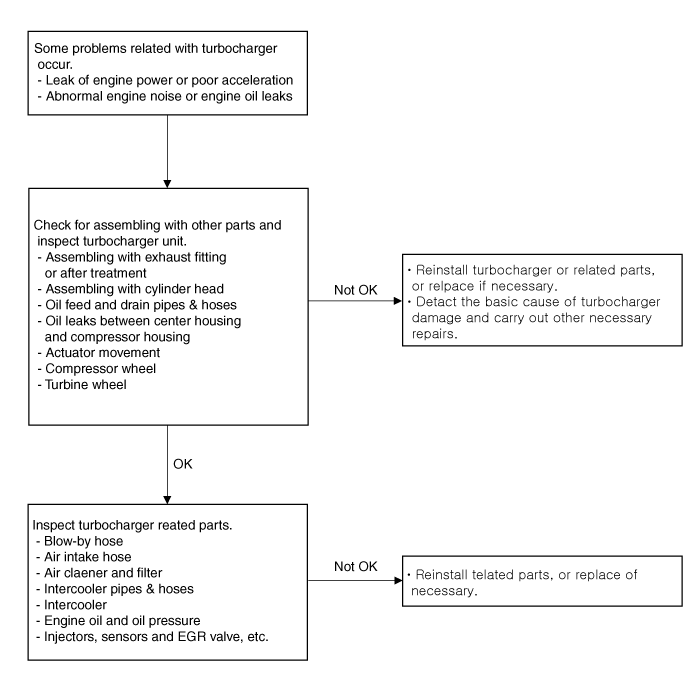 Some problems related with turbocharger
occur.
- Leak of engine power or poor acceleration
- Abnormal engine noise or engine oil leaks
Check for assembling with other parts and
inspect turbocharger unit.
- Assembling with exhaust fitting
or after treatment
- Assembling with cylinder head
- Oil feed and drain pipes & hoses
- Oil leaks between center housing
and compressor housing
- Actuator movement
- Compressor wheel
- Turbine wheel
Not OK
· Reinstall turbocharger or related parts,
or relpace if necessary.
· Detact the basic cause of turbocharger
damage and carry out other necessary
repairs.
OK
Inspect turbocharger reated parts.
- Blow-by hose
- Air intake hose
- Air claener and filter
- Intercooler pipes & hoses
- Intercooler
- Engine oil and oil pressure
- Injectors, sensors and EGR valve, etc.
Not OK
· Reinstall telated parts, or replace of
necessary.